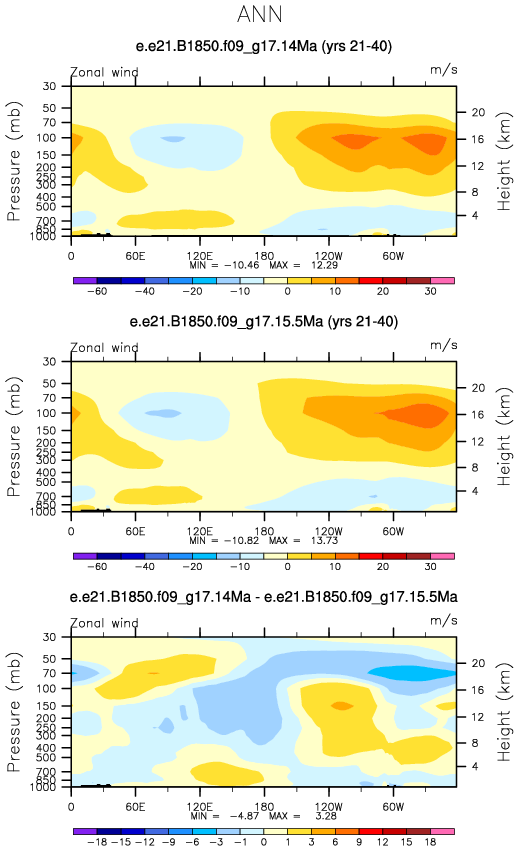 ANN
e.e21.B1850.f09_g17.14Ma (yrs 21-40)
Zonal wind m/s
Pressure (mb)
30
50
70
100
150
200
250
300
400
500
700
850
1000
Height (km)
20
16
12
8
4
0 60E 120E 180 120W 60W
MIN = -10.46 MAX = 12.29
-60 -40 -20 -10 0 5 10 15 20 30
e.e21.B1850.f09_g17.15.5Ma (yrs 21-40)
Zonal wind m/s
Pressure (mb)
30
50
70
100
150
200
250
300
400
500
700
850
1000
Height (km)
20
16
12
8
4
0 60E 120E 180 120W 60W
MIN = -10.82 MAX = 13.73
-60 -40 -20 -10 0 5 10 15 20 30
e.e21.B1850.f09_g17.14Ma - e.e21.B1850.f09_g17.15.5Ma
Zonal wind m/s
Pressure (mb)
30
50
70
100
150
200
250
300
400
500
700
850
1000
Height (km)
20
16
12
8
4
0 60E 120E 180 120W 60W
MIN = -4.87 MAX = 3.28
-18 -15 -12 -9 -6 -3 -1 0 1 3 6 9 12 15 18